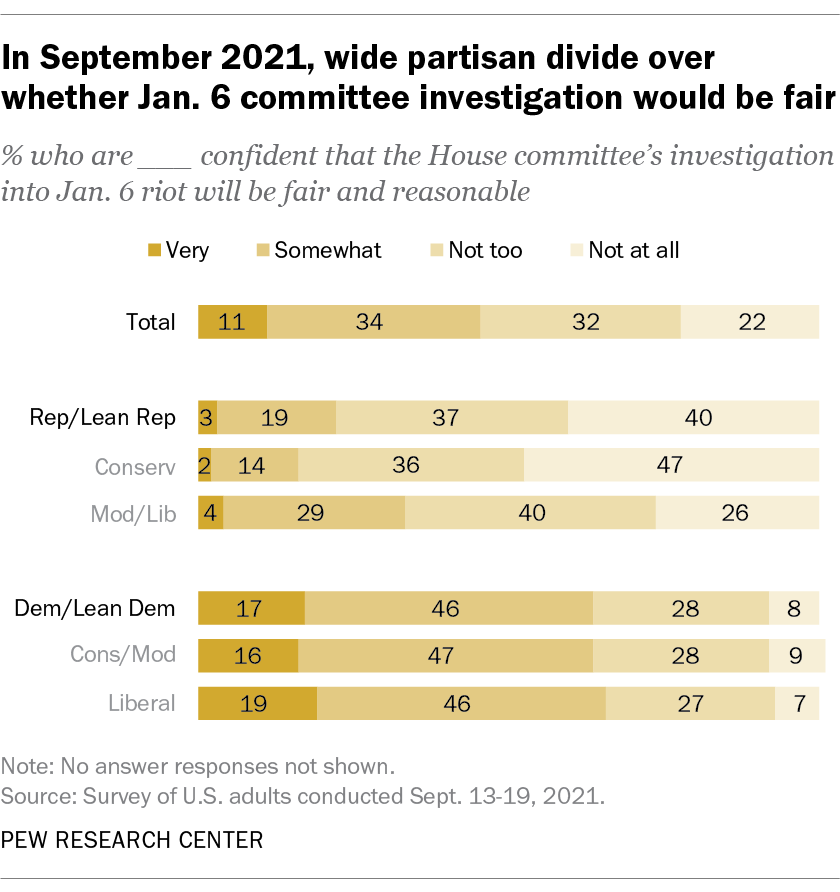 In September 2021, wide partisan divide over
whether Jan. 6 committee investigation would be fair
% who are ___ confident that the House committee's investigation
into Jan. 6 riot will be fair and reasonable
Very Somewhat Not too Not at all
Total 11 34 32 22
Rep/Lean Rep 3 19 37 40
Conserv 2 14 36 47
Mod/Lib 4 29 40 26
Dem/Lean Dem 17 46 28 8
Cons/Mod 16 47 28 9
Liberal 19 46 27 7
Note: No answer responses not shown.
Source: Survey of U.S. adults conducted Sept. 13-19, 2021.
PEW RESEARCH CENTER